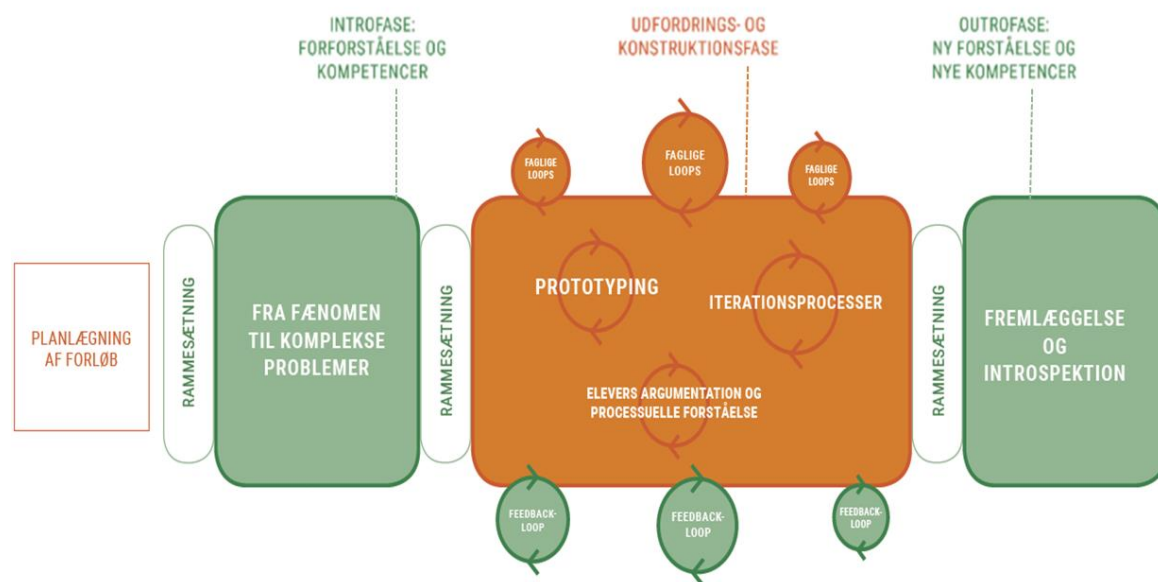 INTROFASE:
FORFORSTÅELSE OG
KOMPETENCER
UDFORDRINGS- OG
KONSTRUKTIONSFASE
OUTROFASE:
NY FORSTÅELSE OG
NYE KOMPETENCER
FAGLIGE
LOOPS
FAGLIGE
LOOPS
FAGLIGE
LOOPS
PLANLÆGNING
AF FORLØB
RAMMESÆTNING
FRA FÆNOMEN
TIL KOMPLEKSE
PROBLEMER
RAMMESÆTNING
PROTOTYPING
ITERATIONSPROCESSER
ELEVERS ARGUMENTATION OG
PROCESSUELLE FORSTÅELSE
RAMMESÆTNING
FREMLÆGGELSE
OG
INTROSPEKTION
FEEDBACK-
LOOP
FEEDBACK-
LOOP
FEEDBACK-
LOOP